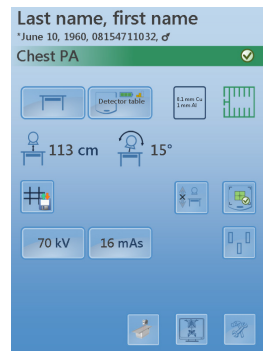 Last name, first name
*June 10, 1960, 08154711032, ♂
Chest PA
Detector table
0.1 mm Cu
1 mm Al
113 cm
15°
70 kV
16 mAs